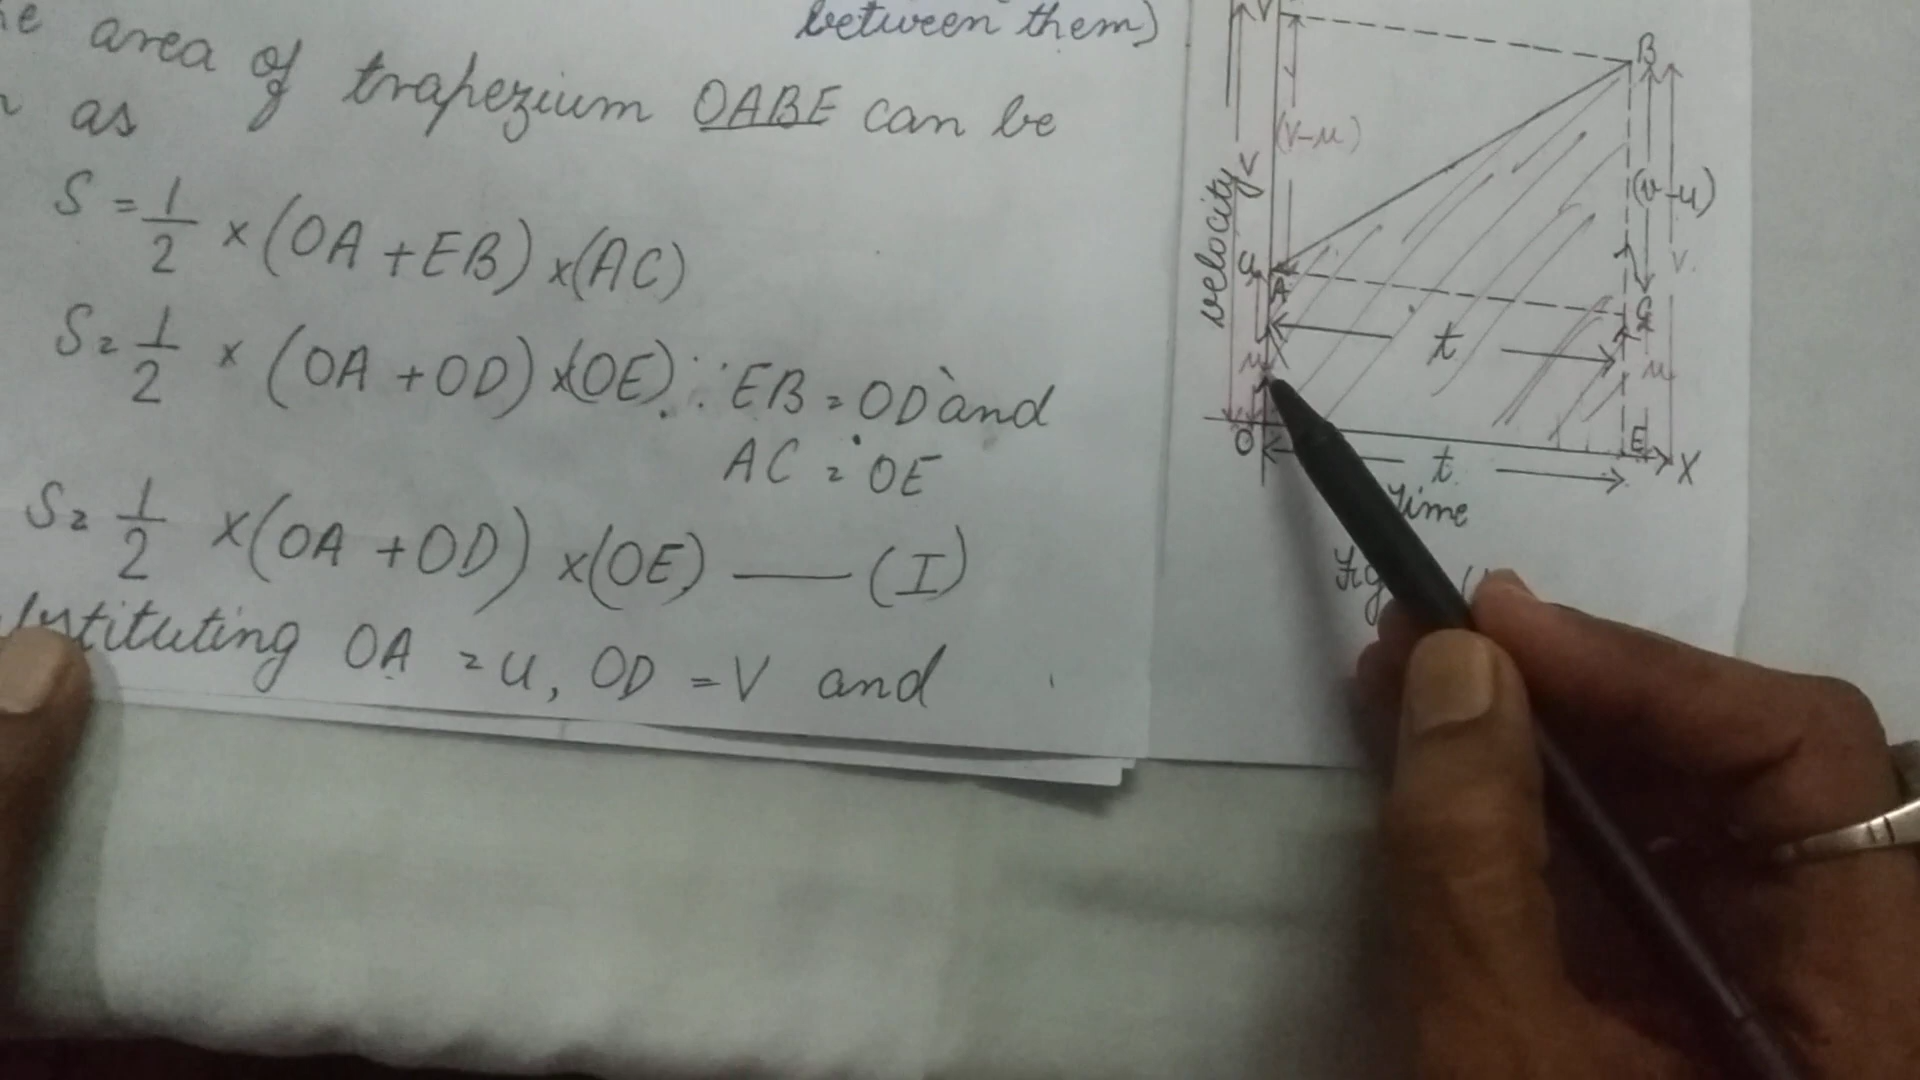 between them)
area of trapezium OABE can be
as
S = 1/2 × (OA + EB) × (AC)
S = 1/2 × (OA + OD) × (OE) ∵ EB = OD and
AC = OE
S = 1/2 × (OA + OD) × (OE) — (I)
stituting OA = u, OD = V and
B
(v-u)
(v-u)
velocity
v
u
A
C
t
u
u
O
t
E
X
Time